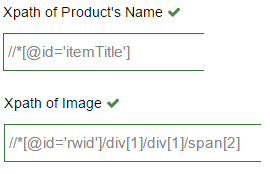 Xpath of Product's Name ✔
//*[@id='itemTitle']
Xpath of Image ✔
//*[@id='rwid']/div[1]/div[1]/span[2]